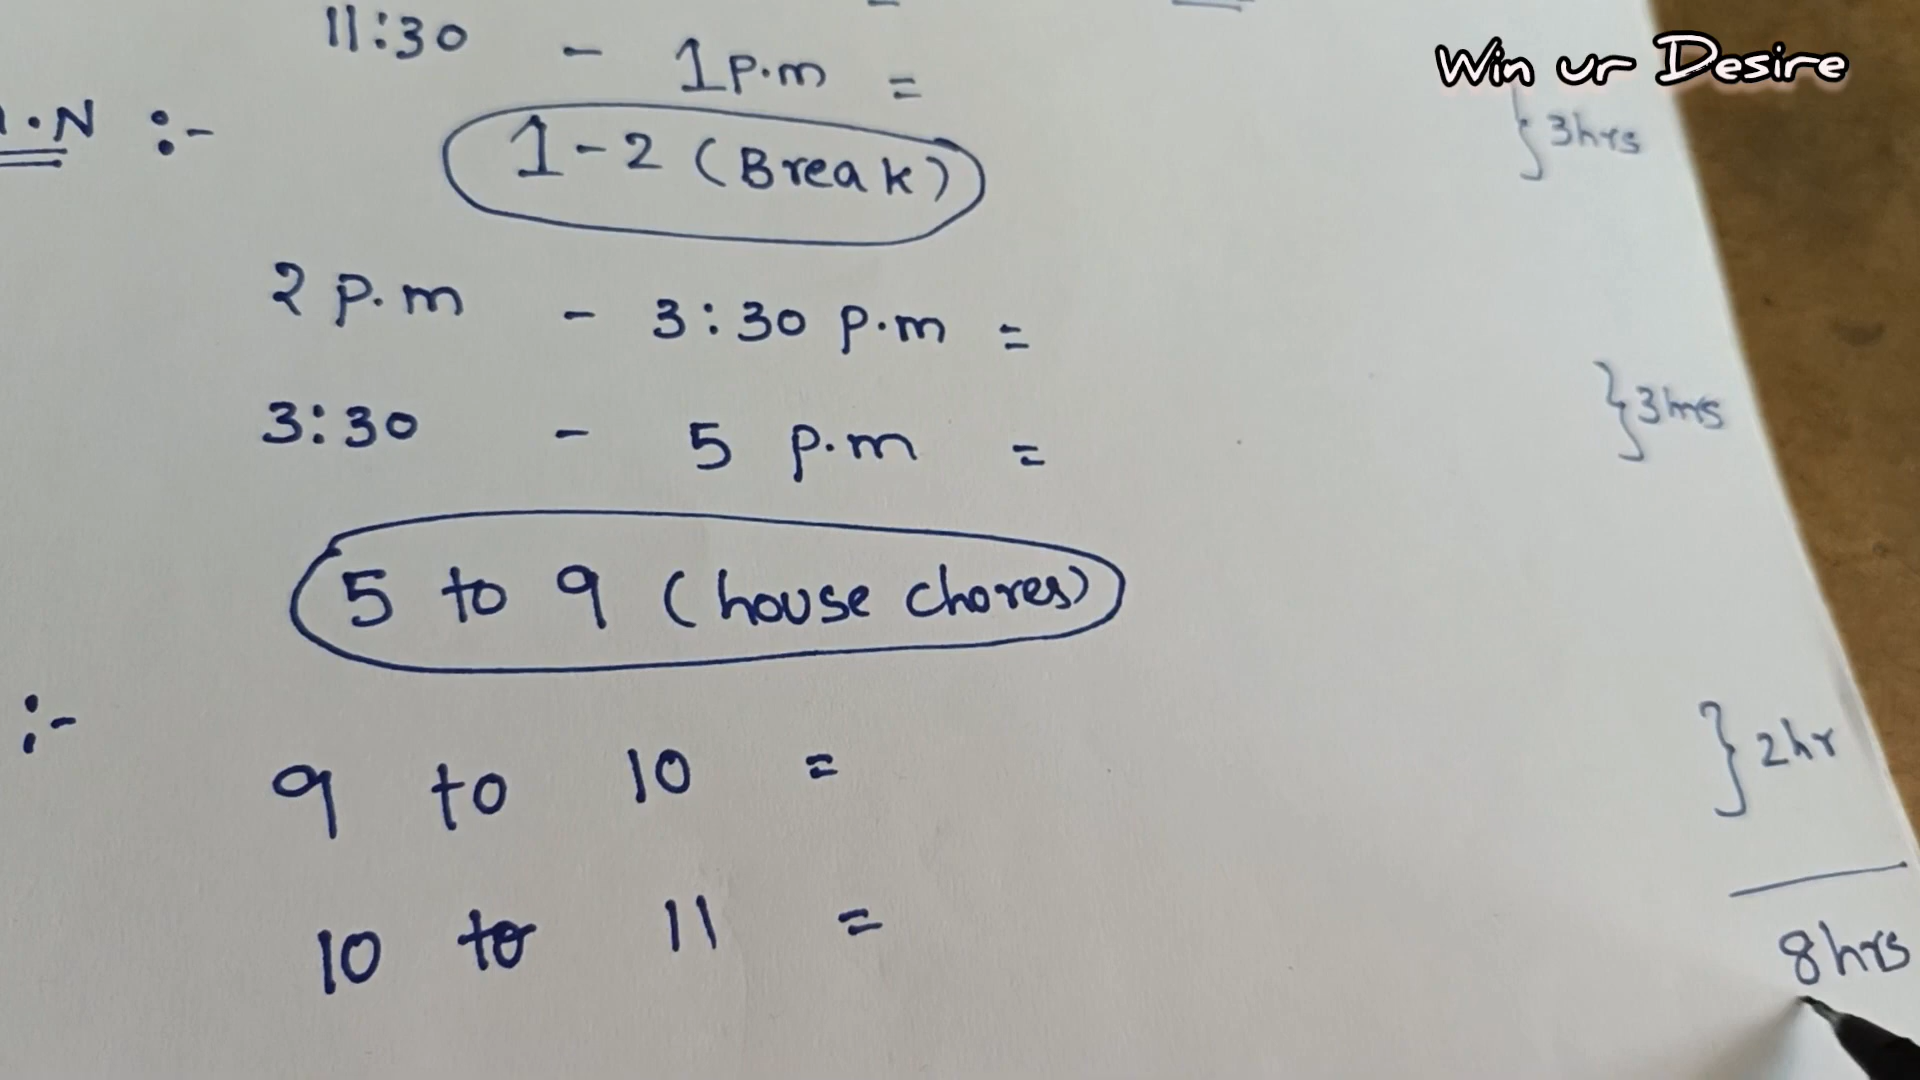 Win ur Desire
11:30 - 1 p.m =
} 3hrs
.N :-
1-2 (Break)
2 p.m - 3:30 p.m =
3:30 - 5 p.m =
} 3hrs
5 to 9 (house chores)
:-
9 to 10 =
} 2hr
10 to 11 =
8hrs